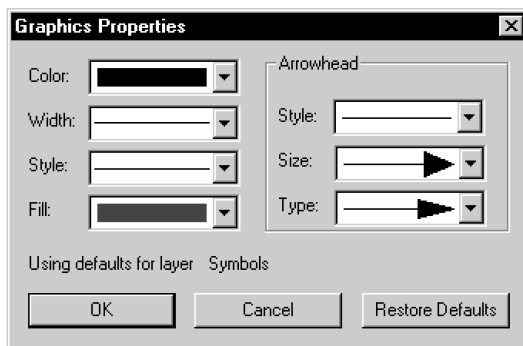 Graphics Properties
Color:
Width:
Style:
Fill:
Arrowhead
Style:
Size:
Type:
Using defaults for layer Symbols
OK
Cancel
Restore Defaults